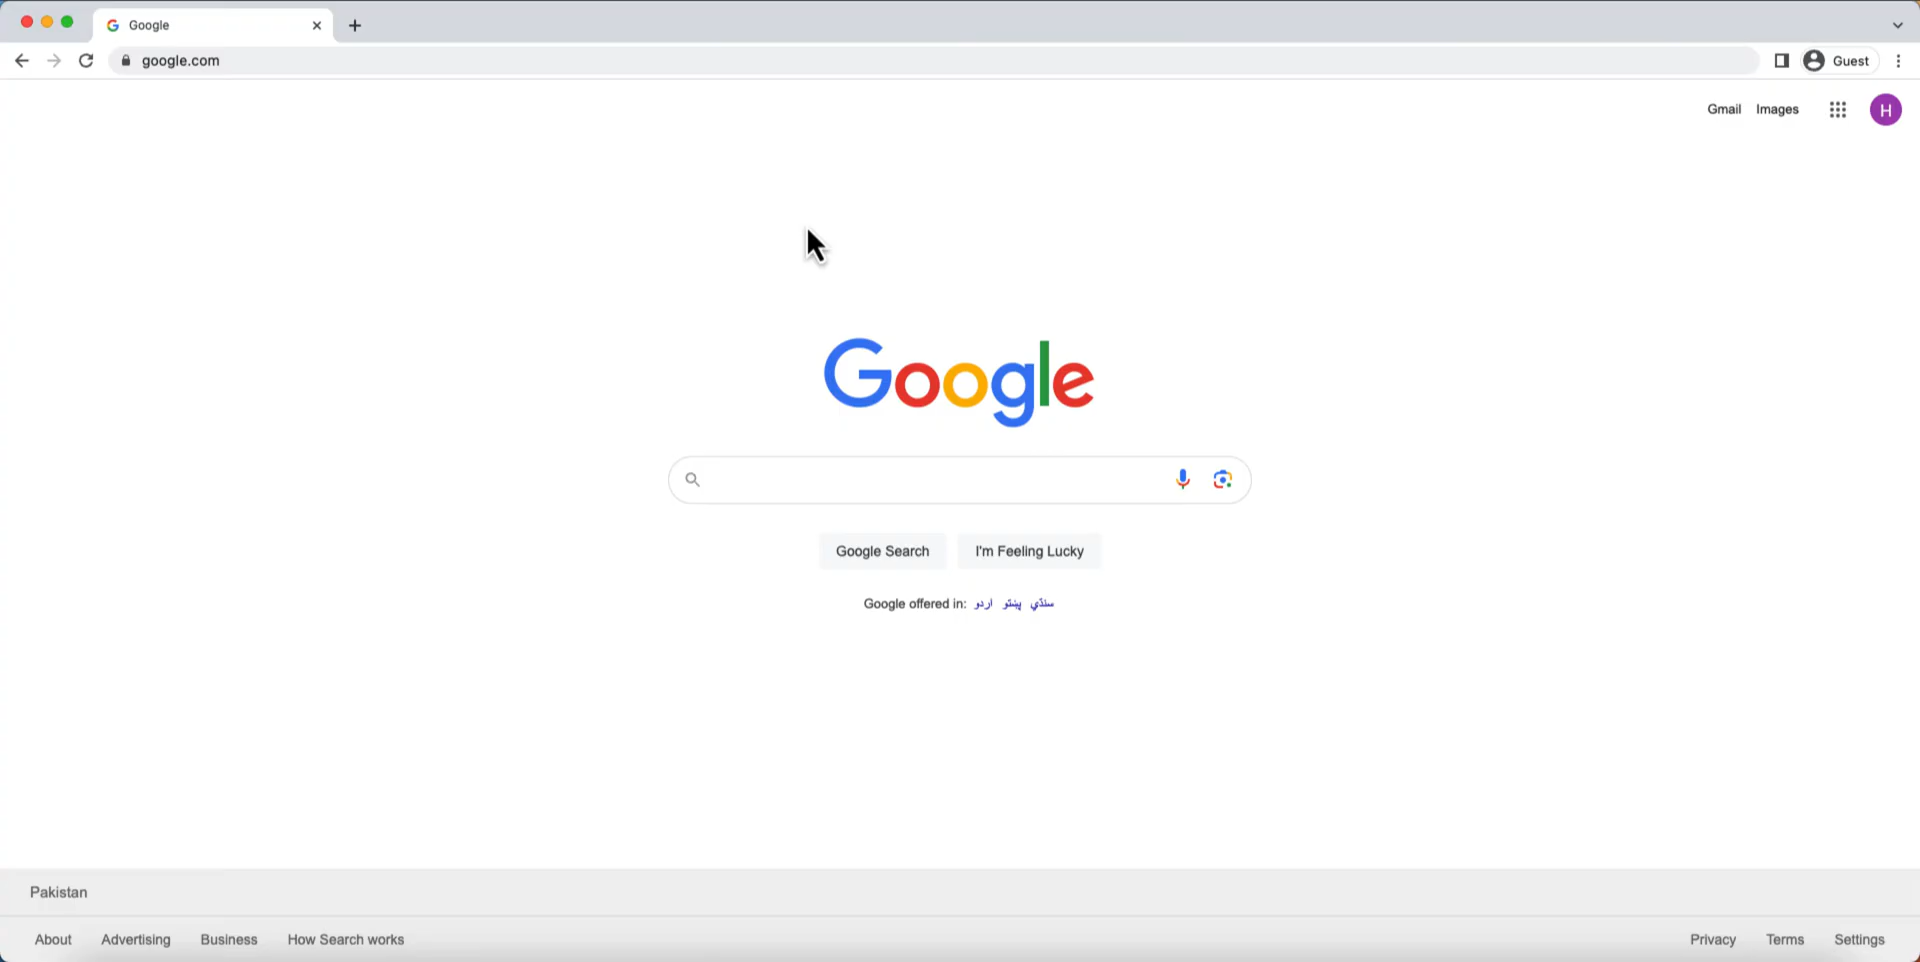 Google
google.com
Guest
Gmail Images
H
Google
Google Search I'm Feeling Lucky
Google offered in: اردو پښتو سنڌي
Pakistan
About Advertising Business How Search works Privacy Terms Settings